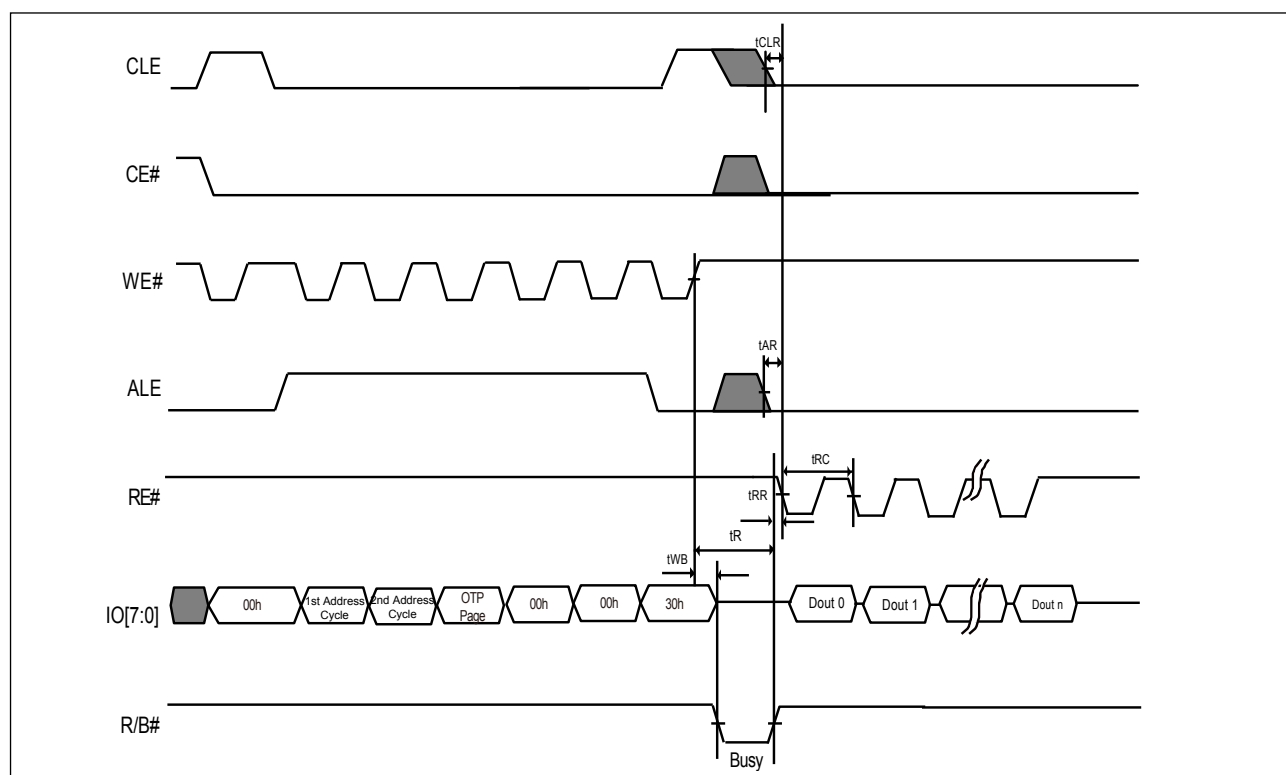 tCLR
CLE
CE#
WE#
tAR
ALE
tRC
RE#
tRR
tR
tWB
IO[7:0]
00h
1st Address
Cycle
2nd Address
Cycle
OTP
Page
00h
00h
30h
Dout 0
Dout 1
Dout n
R/B#
Busy